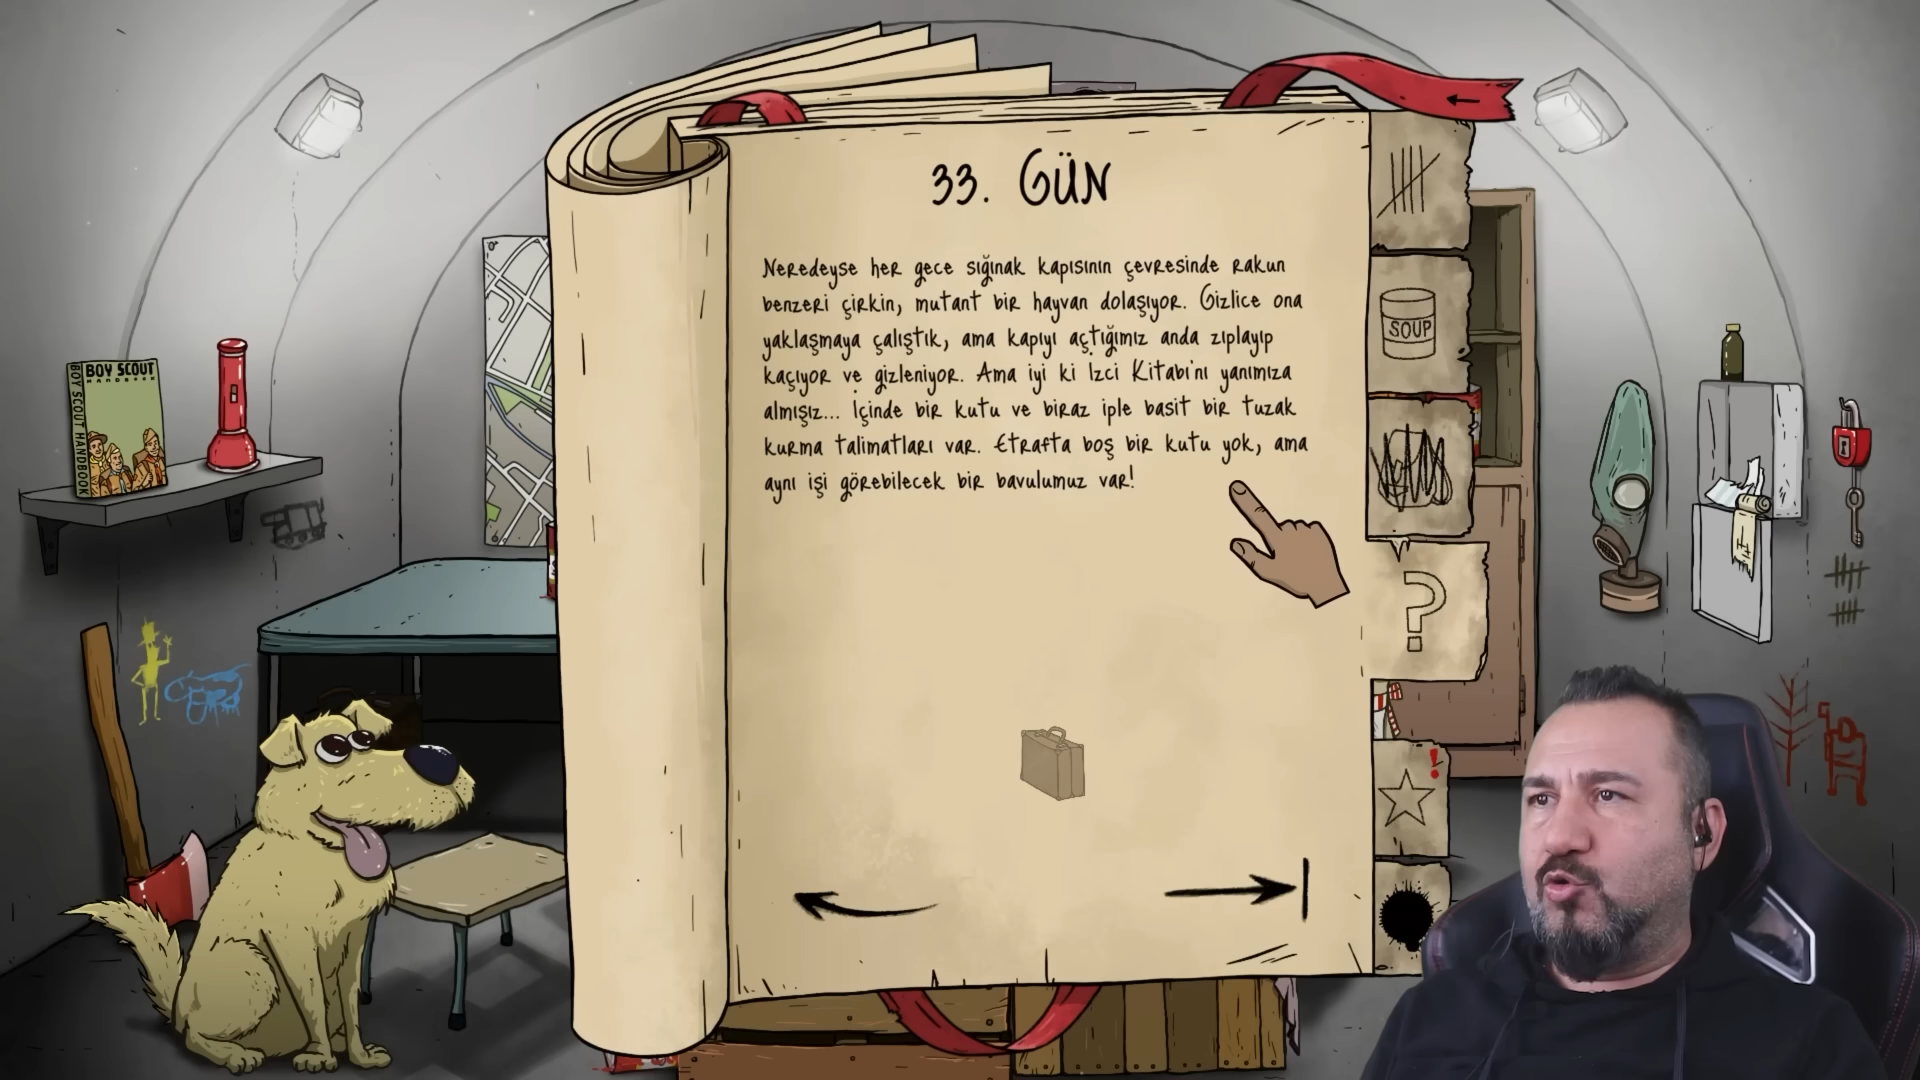 33. GÜN
Neredeyse her gece sığınak kapısının çevresinde rakun
benzeri çirkin, mutant bir hayvan dolaşıyor. Gizlice ona
yaklaşmaya çalıştık, ama kapıyı açtığımız anda zıplayıp
kaçıyor ve gizleniyor. Ama iyi ki İzci Kitabı'nı yanımıza
almışız... İçinde bir kutu ve biraz iple basit bir tuzak
kurma talimatları var. Etrafta boş bir kutu yok, ama
aynı işi görebilecek bir bavulumuz var!
SOUP
?
!
BOY SCOUT
HANDBOOK
BOY SCOUT HANDBOOK